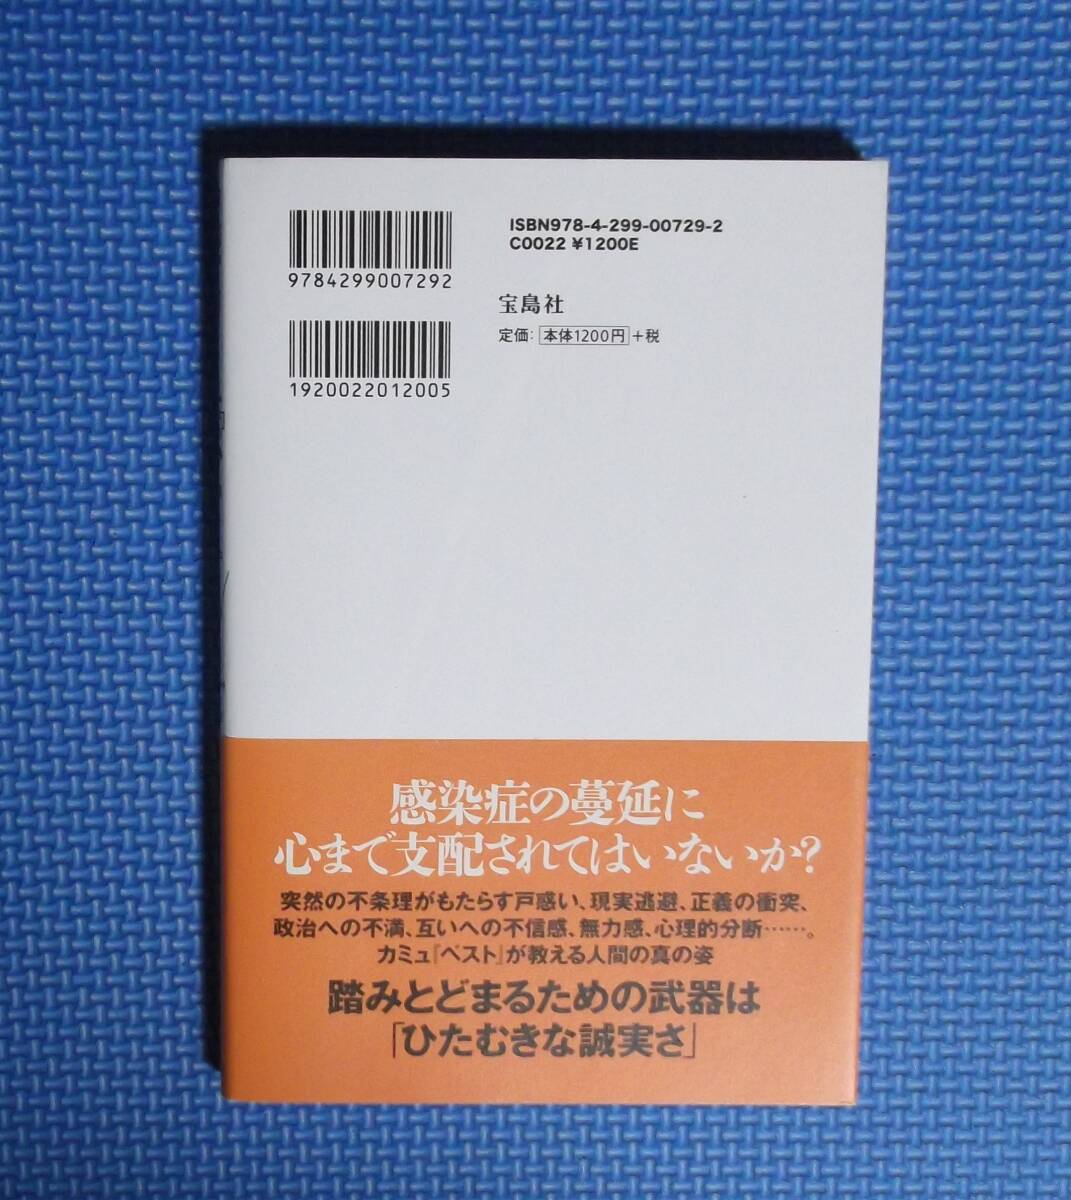 9784299007292
1920022012005
ISBN978-4-299-00729-2
C0022 ¥1200E
宝島社
定価: 本体1200円 +税
感染症の蔓延に
心まで支配されてはいないか?
突然の不条理がもたらす戸惑い、現実逃避、正義の衝突、
政治への不満、互いへの不信感、無力感、心理的分断……。
カミュ『ペスト』が教える人間の真の姿
踏みとどまるための武器は
「ひたむきな誠実さ」